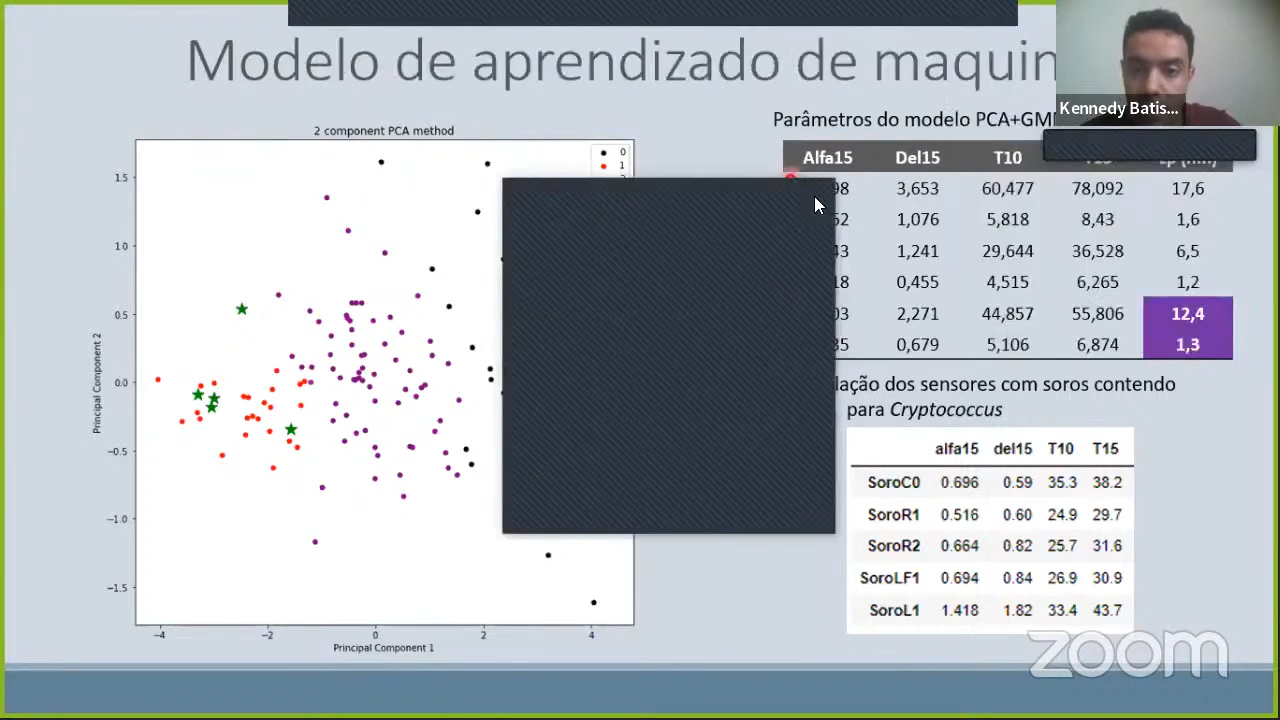 Modelo de aprendizado de maquin
Kennedy Batis...
2 component PCA method
0
1
1.5
1.0
0.5
0.0
−0.5
−1.0
−1.5
−4
−2
0
2
4
Principal Component 2
Principal Component 1
Parâmetros do modelo PCA+GM
Alfa15 Del15 T10
98 3,653 60,477 78,092 17,6
52 1,076 5,818 8,43 1,6
43 1,241 29,644 36,528 6,5
18 0,455 4,515 6,265 1,2
03 2,271 44,857 55,806 12,4
35 0,679 5,106 6,874 1,3
lação dos sensores com soros contendo
para Cryptococcus
alfa15 del15 T10 T15
SoroC0 0.696 0.59 35.3 38.2
SoroR1 0.516 0.60 24.9 29.7
SoroR2 0.664 0.82 25.7 31.6
SoroLF1 0.694 0.84 26.9 30.9
SoroL1 1.418 1.82 33.4 43.7
zoom